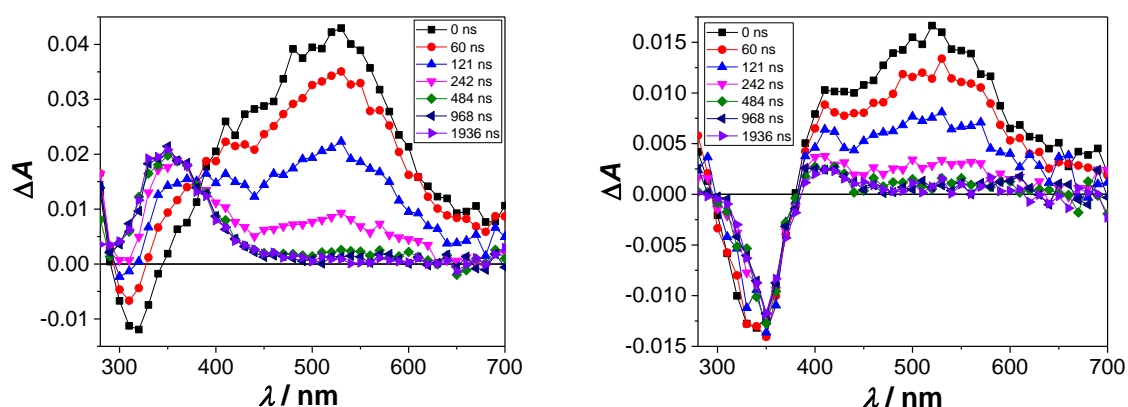 0.04
0.03
0.02
0.01
0.00
-0.01
ΔA
300 400 500 600 700
λ / nm
0 ns
60 ns
121 ns
242 ns
484 ns
968 ns
1936 ns
0.015
0.010
0.005
0.000
-0.005
-0.010
-0.015
ΔA
300 400 500 600 700
λ / nm
0 ns
60 ns
121 ns
242 ns
484 ns
968 ns
1936 ns